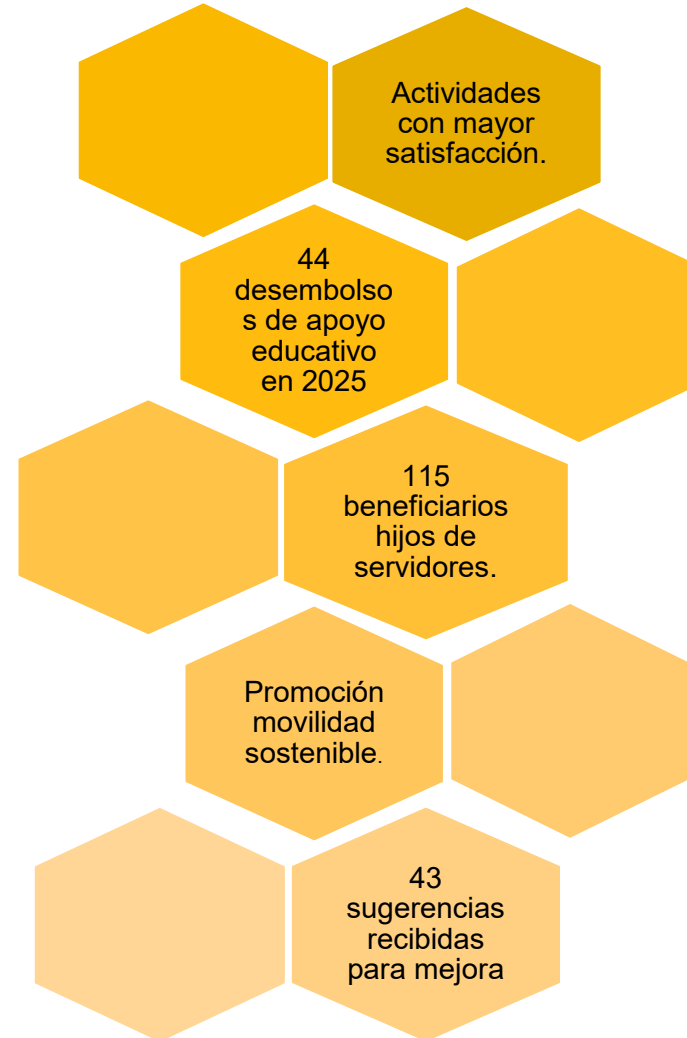 Actividades
con mayor
satisfacción.
44
desembolso
s de apoyo
educativo
en 2025
115
beneficiarios
hijos de
servidores.
Promoción
movilidad
sostenible.
43
sugerencias
recibidas
para mejora